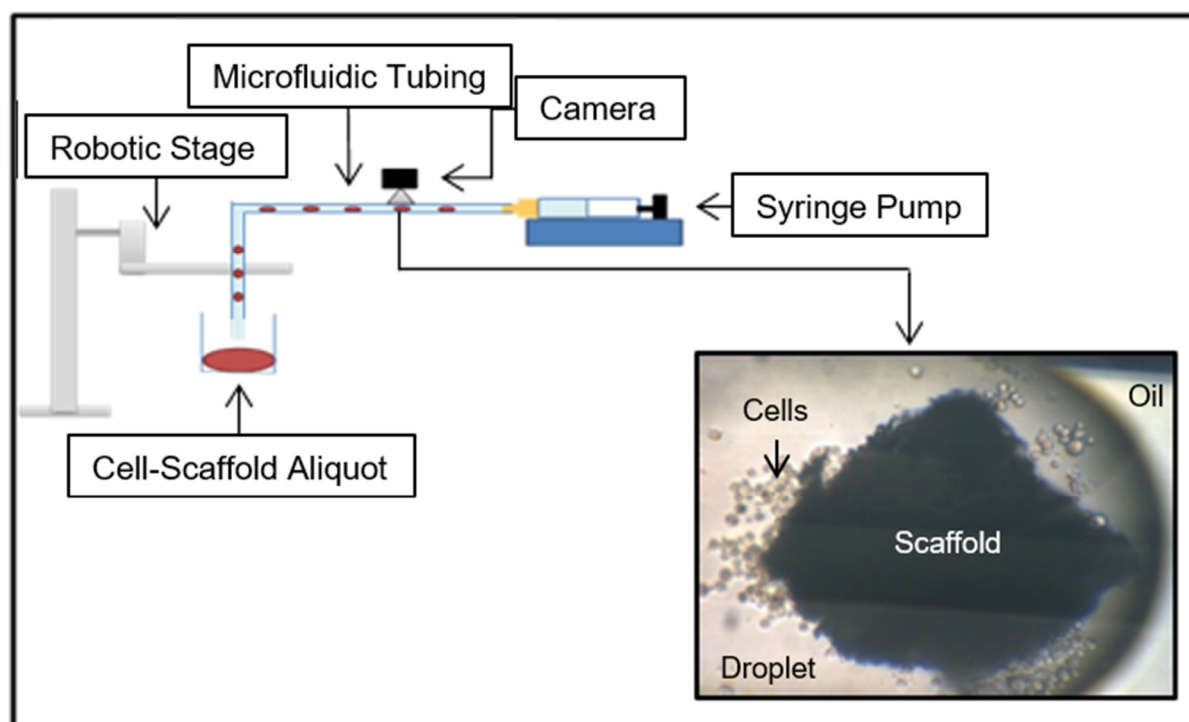 Microfluidic Tubing
Camera
Robotic Stage
Syringe Pump
Cell-Scaffold Aliquot
Cells
Oil
Scaffold
Droplet